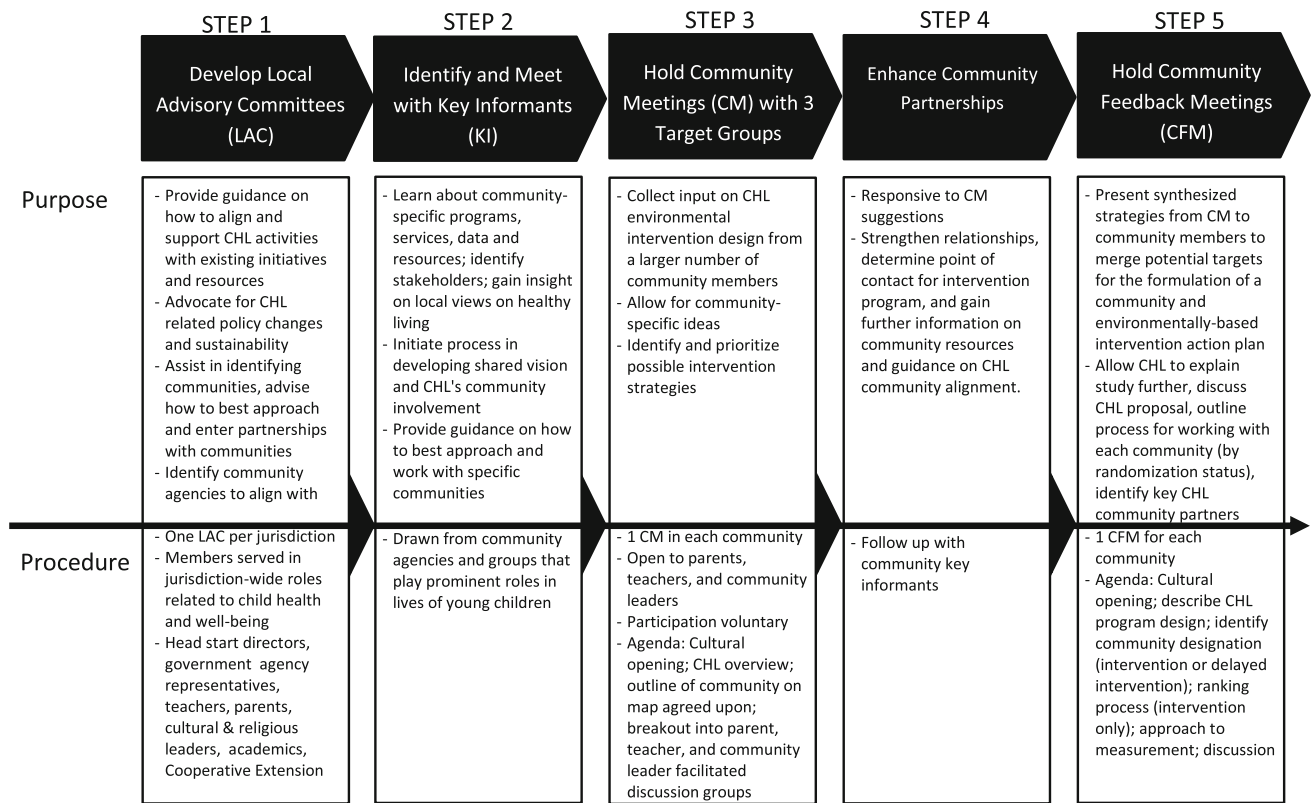 STEP 1
Develop Local
Advisory Committees
(LAC)
STEP 2
Identify and Meet
with Key Informants
(KI)
STEP 3
Hold Community
Meetings (CM) with 3
Target Groups
STEP 4
Enhance Community
Partnerships
STEP 5
Hold Community
Feedback Meetings
(CFM)
Purpose
- Provide guidance on
how to align and
support CHL activities
with existing initiatives
and resources
- Advocate for CHL
related policy changes
and sustainability
- Assist in identifying
communities, advise
how to best approach
and enter partnerships
with communities
- Identify community
agencies to align with
- Learn about community-
specific programs,
services, data and
resources; identify
stakeholders; gain insight
on local views on healthy
living
- Initiate process in
developing shared vision
and CHL's community
involvement
- Provide guidance on how
to best approach and
work with specific
communities
- Collect input on CHL
environmental
intervention design from
a larger number of
community members
- Allow for community-
specific ideas
- Identify and prioritize
possible intervention
strategies
- Responsive to CM
suggestions
- Strengthen relationships,
determine point of
contact for intervention
program, and gain
further information on
community resources
and guidance on CHL
community alignment.
- Present synthesized
strategies from CM to
community members to
merge potential targets
for the formulation of a
community and
environmentally-based
intervention action plan
- Allow CHL to explain
study further, discuss
CHL proposal, outline
process for working with
each community (by
randomization status),
identify key CHL
community partners
Procedure
- One LAC per jurisdiction
- Members served in
jurisdiction-wide roles
related to child health
and well-being
- Head start directors,
government agency
representatives,
teachers, parents,
cultural & religious
leaders, academics,
Cooperative Extension
- Drawn from community
agencies and groups that
play prominent roles in
lives of young children
- 1 CM in each community
- Open to parents,
teachers, and community
leaders
- Participation voluntary
- Agenda: Cultural
opening; CHL overview;
outline of community on
map agreed upon;
breakout into parent,
teacher, and community
leader facilitated
discussion groups
- Follow up with
community key
informants
- 1 CFM for each
community
- Agenda: Cultural
opening; describe CHL
program design; identify
community designation
(intervention or delayed
intervention); ranking
process (intervention
only); approach to
measurement; discussion